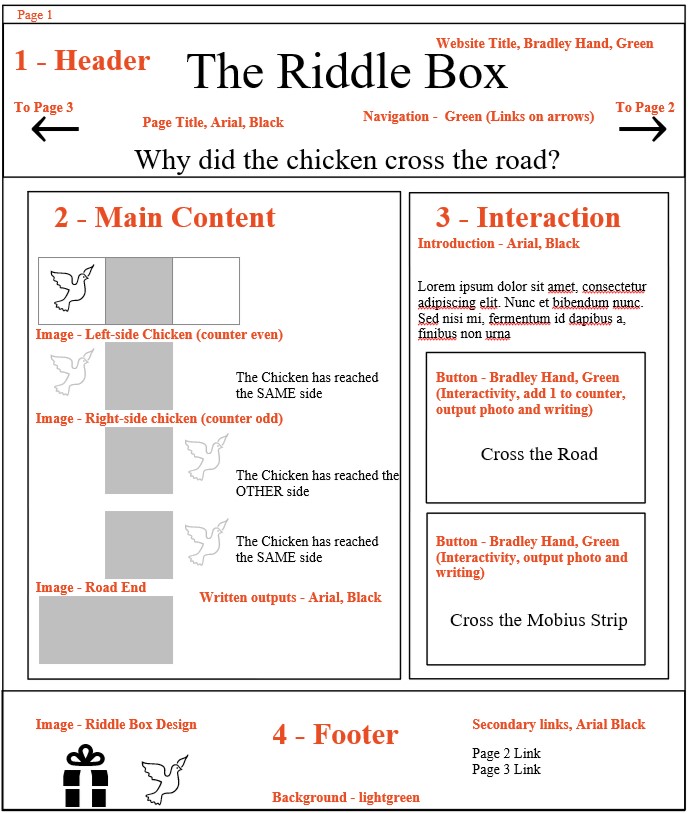 Page 1
Website Title, Bradley Hand, Green
1 - Header
The Riddle Box
To Page 3
To Page 2
Page Title, Arial, Black
Navigation -  Green (Links on arrows)
Why did the chicken cross the road?
2 - Main Content
Image - Left-side Chicken (counter even)
The Chicken has reached
the SAME side
Image - Right-side chicken (counter odd)
The Chicken has reached the
OTHER side
The Chicken has reached
the SAME side
Image - Road End
Written outputs - Arial, Black
3 - Interaction
Introduction - Arial, Black
Lorem ipsum dolor sit amet, consectetur
adipiscing elit. Nunc et bibendum nunc.
Sed nisi mi, fermentum id dapibus a,
finibus non urna
Button - Bradley Hand, Green
(Interactivity, add 1 to counter,
output photo and writing)
Cross the Road
Button - Bradley Hand, Green
(Interactivity, output photo and
writing)
Cross the Mobius Strip
Image - Riddle Box Design
4 - Footer
Background - lightgreen
Secondary links, Arial Black
Page 2 Link
Page 3 Link